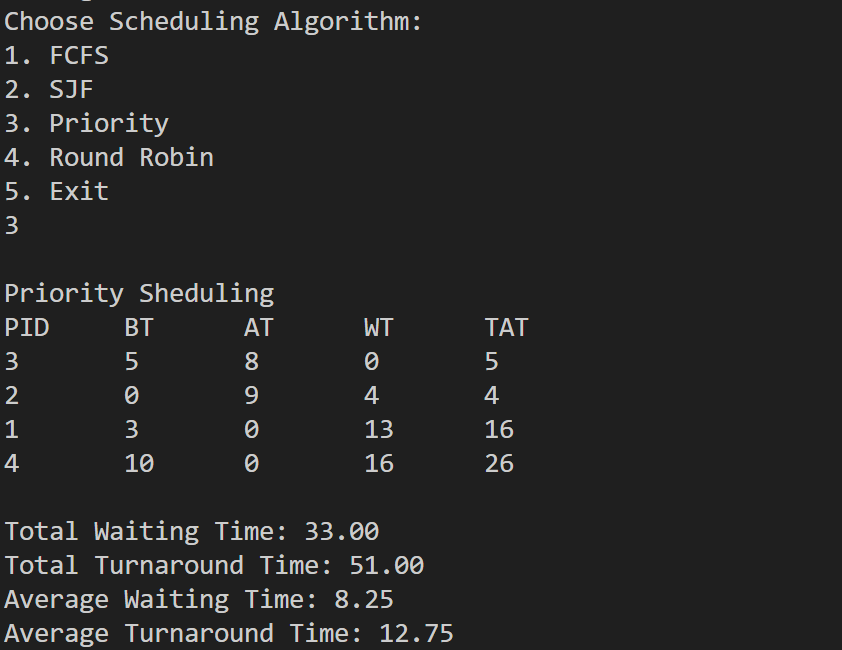 Choose Scheduling Algorithm:
1. FCFS
2. SJF
3. Priority
4. Round Robin
5. Exit
3
Priority Sheduling
PID BT AT WT TAT
3 5 8 0 5
2 0 9 4 4
1 3 0 13 16
4 10 0 16 26
Total Waiting Time: 33.00
Total Turnaround Time: 51.00
Average Waiting Time: 8.25
Average Turnaround Time: 12.75